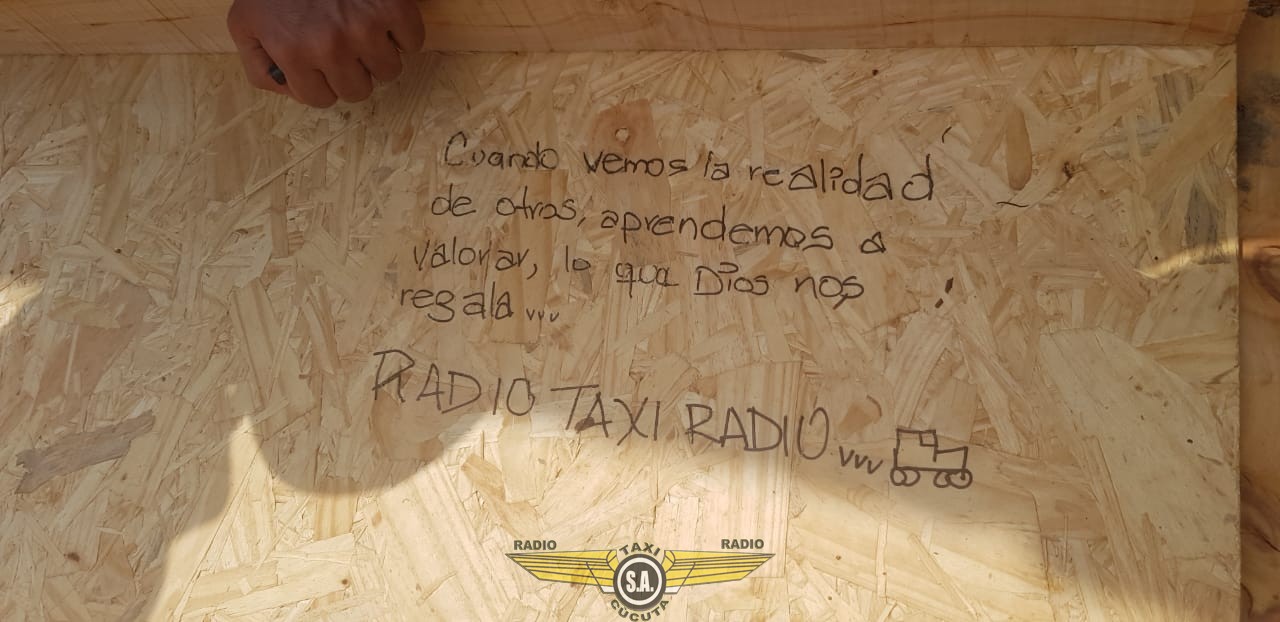 Cuando vemos la realidad
de otros, aprendemos a
valorar, lo que Dios nos
regala...
RADIO TAXI RADIO...
RADIO TAXI RADIO
S.A.
CÚCUTA